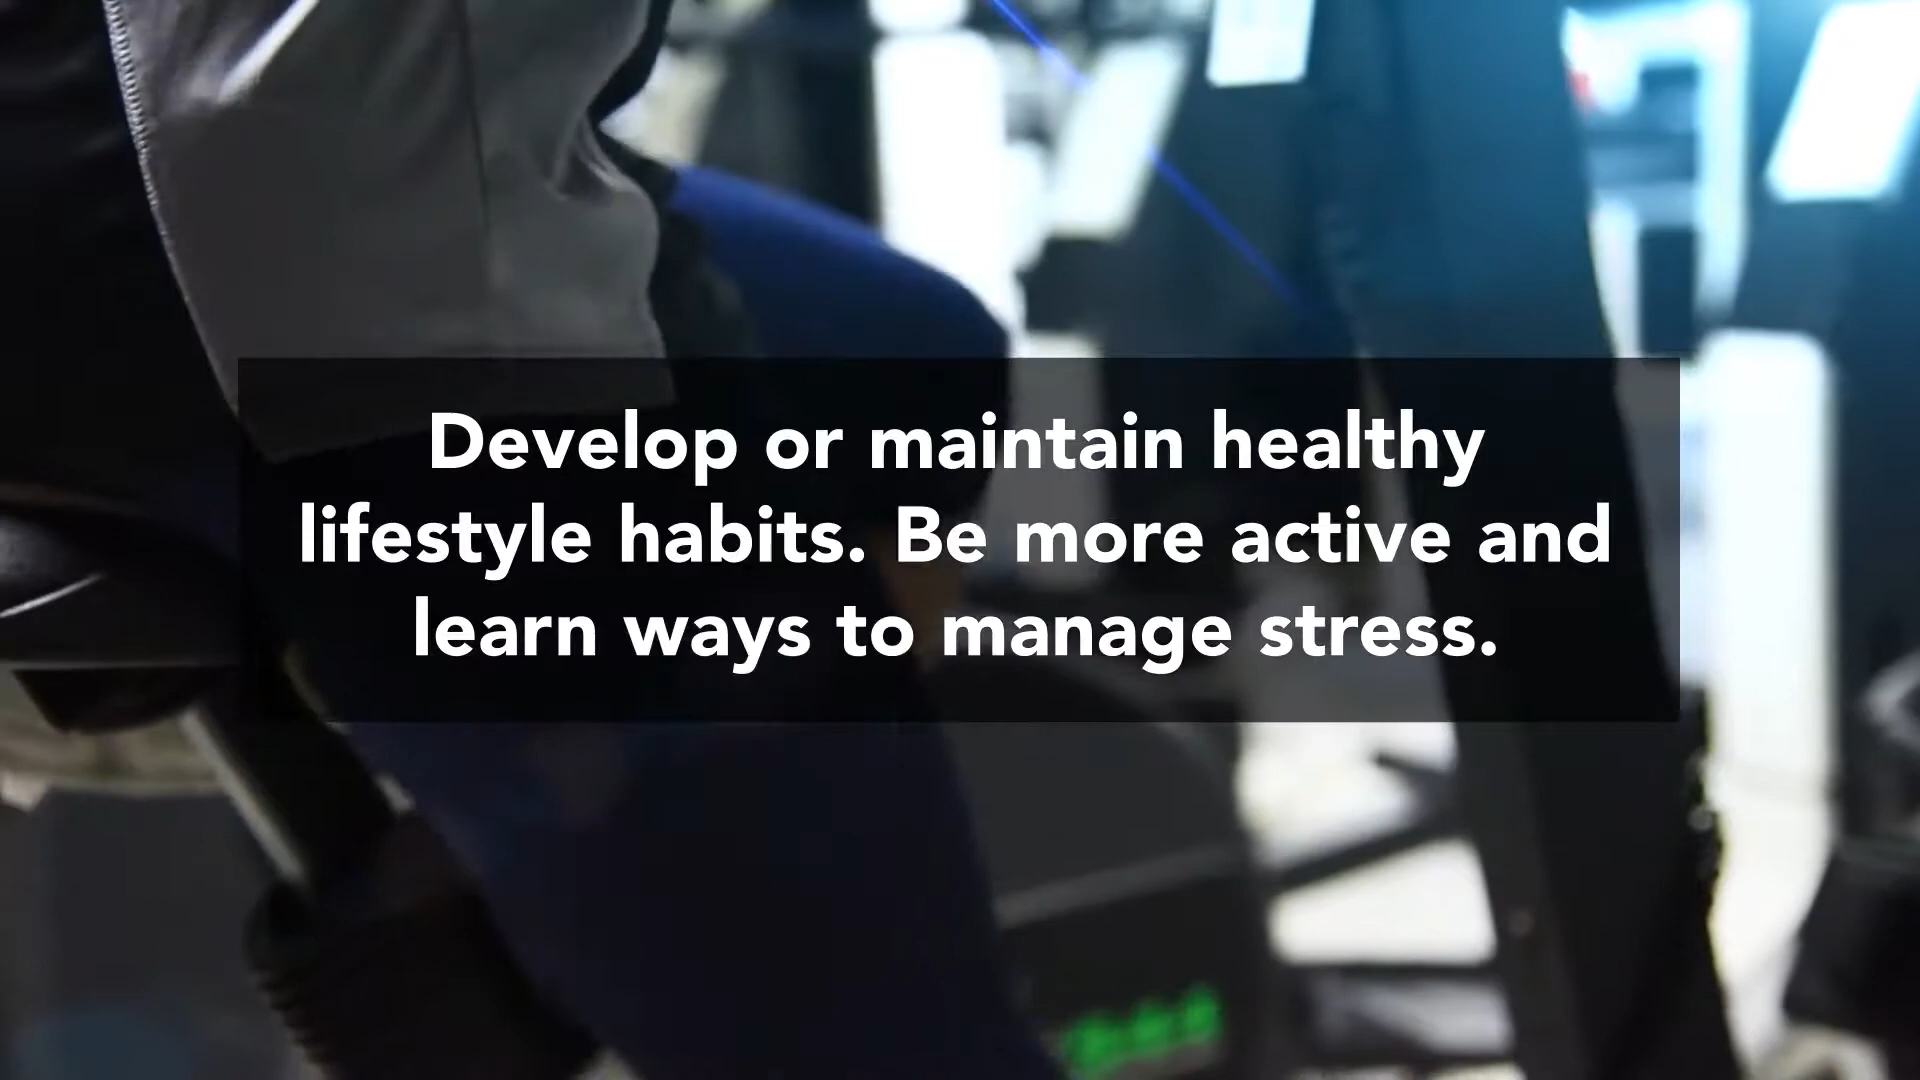 Develop or maintain healthy
lifestyle habits. Be more active and
learn ways to manage stress.